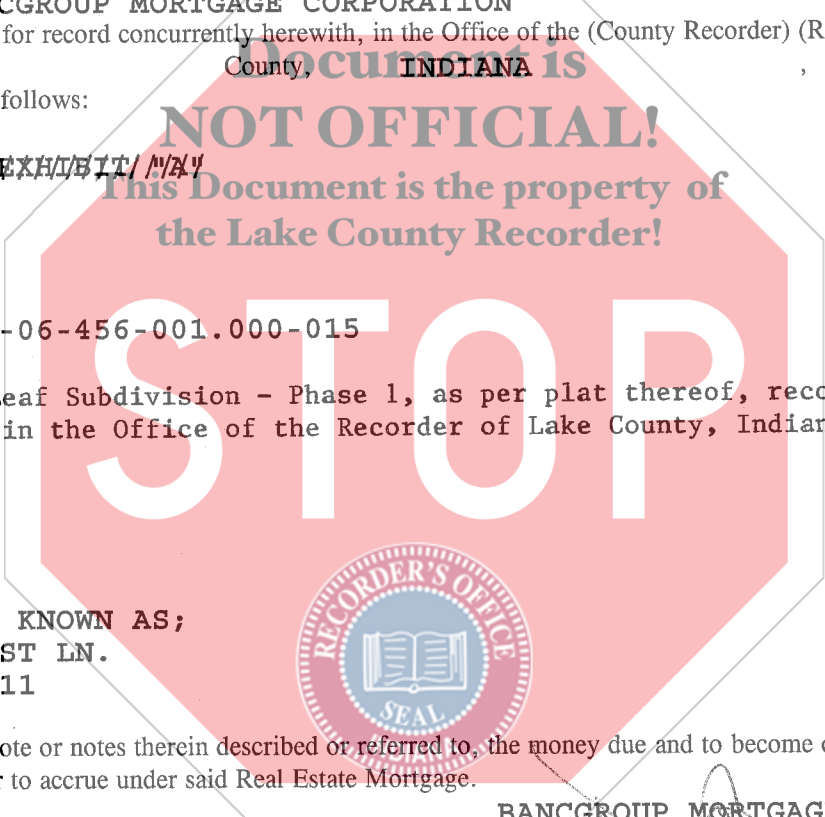 CGROUP MORTGAGE CORPORATION
for record concurrently herewith, in the Office of the (County Recorder) (R
Document is
County, INDIANA ,
follows:
NOT OFFICIAL!
EXHIBIT "A"
This Document is the property of
the Lake County Recorder!
STOP
-06-456-001.000-015
eaf Subdivision - Phase 1, as per plat thereof, reco
in the Office of the Recorder of Lake County, Indian
RECORDER'S OFFICE
KNOWN AS;
ST LN.
11
SEAL
INDIANA
ote or notes therein described or referred to, the money due and to become
r to accrue under said Real Estate Mortgage.
BANCGROUP MORTGAG